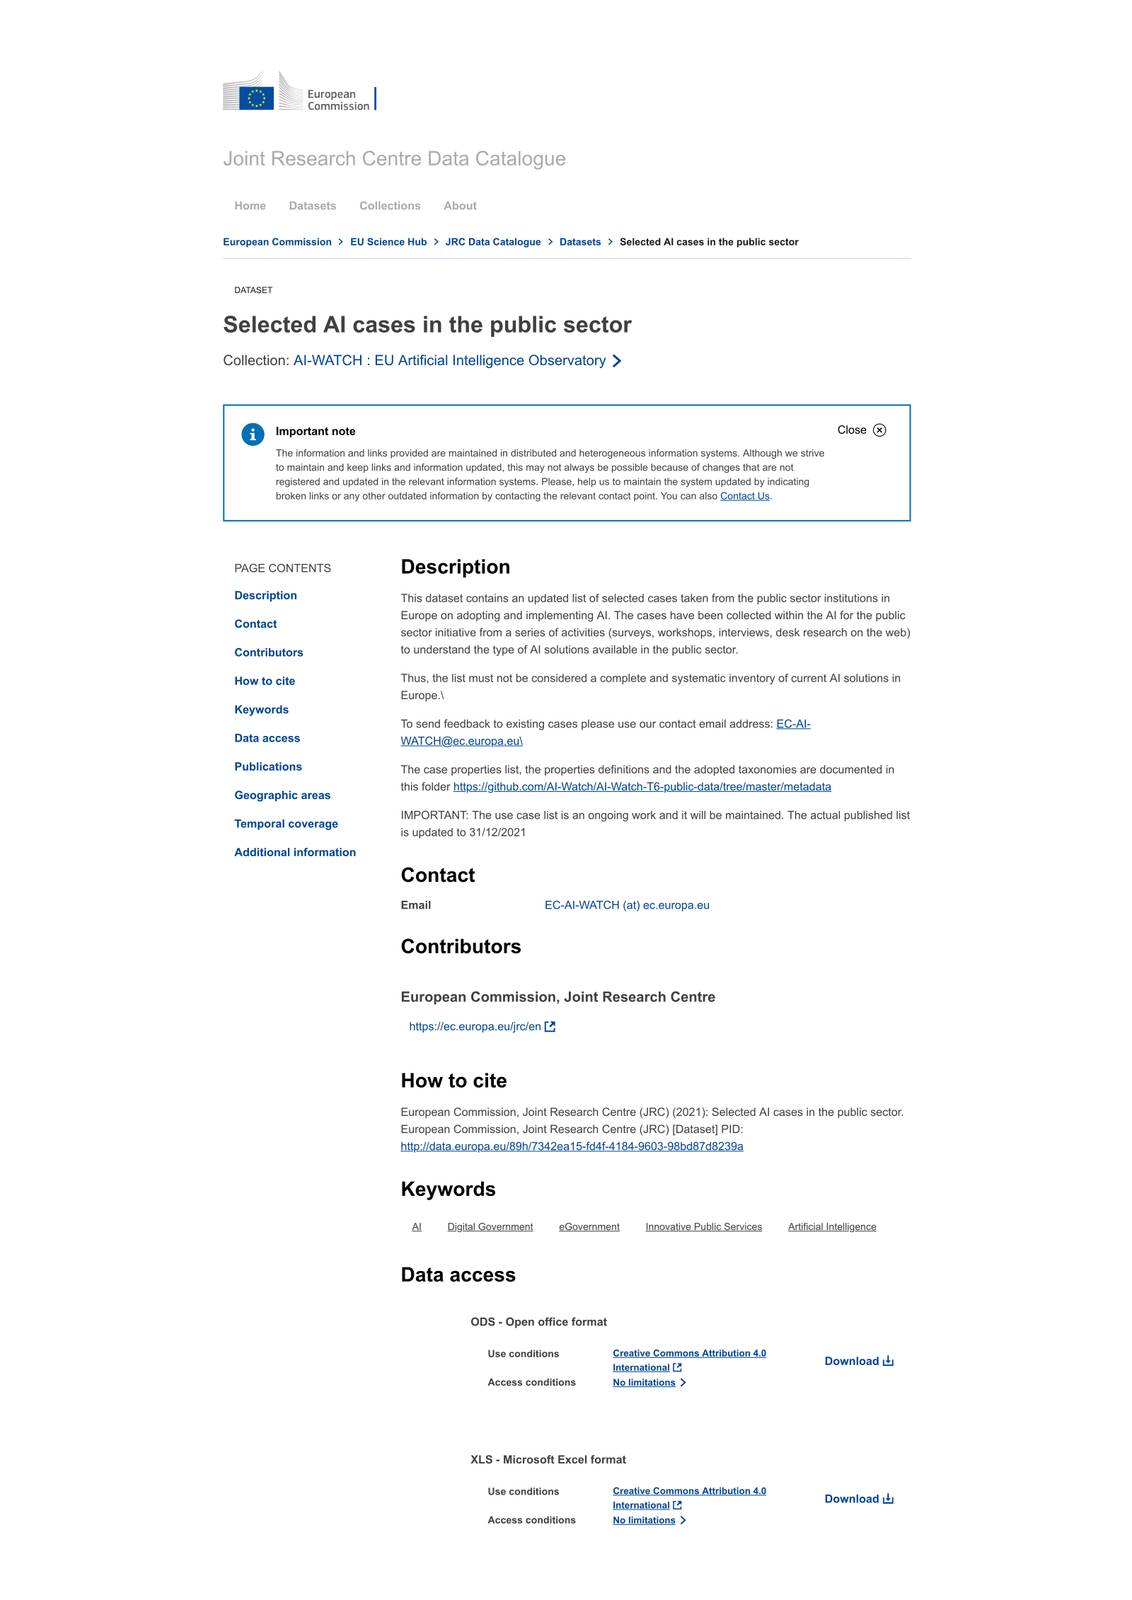 European
Commission
Joint Research Centre Data Catalogue
Home Datasets Collections About
European Commission > EU Science Hub > JRC Data Catalogue > Datasets > Selected AI cases in the public sector
DATASET
Selected AI cases in the public sector
Collection: AI-WATCH : EU Artificial Intelligence Observatory
Important note
Close
The information and links provided are maintained in distributed and heterogeneous information systems. Although we strive
to maintain and keep links and information updated, this may not always be possible because of changes that are not
registered and updated in the relevant information systems. Please, help us to maintain the system updated by indicating
broken links or any other outdated information by contacting the relevant contact point. You can also Contact Us.
PAGE CONTENTS
Description
Contact
Contributors
How to cite
Keywords
Data access
Publications
Geographic areas
Temporal coverage
Additional information
Description
This dataset contains an updated list of selected cases taken from the public sector institutions in
Europe on adopting and implementing AI. The cases have been collected within the AI for the public
sector initiative from a series of activities (surveys, workshops, interviews, desk research on the web)
to understand the type of AI solutions available in the public sector.
Thus, the list must not be considered a complete and systematic inventory of current AI solutions in
Europe.\
To send feedback to existing cases please use our contact email address: EC-AI-
WATCH@ec.europa.eu\
The case properties list, the properties definitions and the adopted taxonomies are documented in
this folder https://github.com/AI-Watch/AI-Watch-T6-public-data/tree/master/metadata
IMPORTANT: The use case list is an ongoing work and it will be maintained. The actual published list
is updated to 31/12/2021
Contact
Email EC-AI-WATCH (at) ec.europa.eu
Contributors
European Commission, Joint Research Centre
https://ec.europa.eu/jrc/en
How to cite
European Commission, Joint Research Centre (JRC) (2021): Selected AI cases in the public sector.
European Commission, Joint Research Centre (JRC) [Dataset] PID:
http://data.europa.eu/89h/7342ea15-fd4f-4184-9603-98bd87d8239a
Keywords
AI Digital Government eGovernment Innovative Public Services Artificial Intelligence
Data access
ODS - Open office format
Use conditions Creative Commons Attribution 4.0
International
Download
Access conditions No limitations
XLS - Microsoft Excel format
Use conditions Creative Commons Attribution 4.0
International
Download
Access conditions No limitations